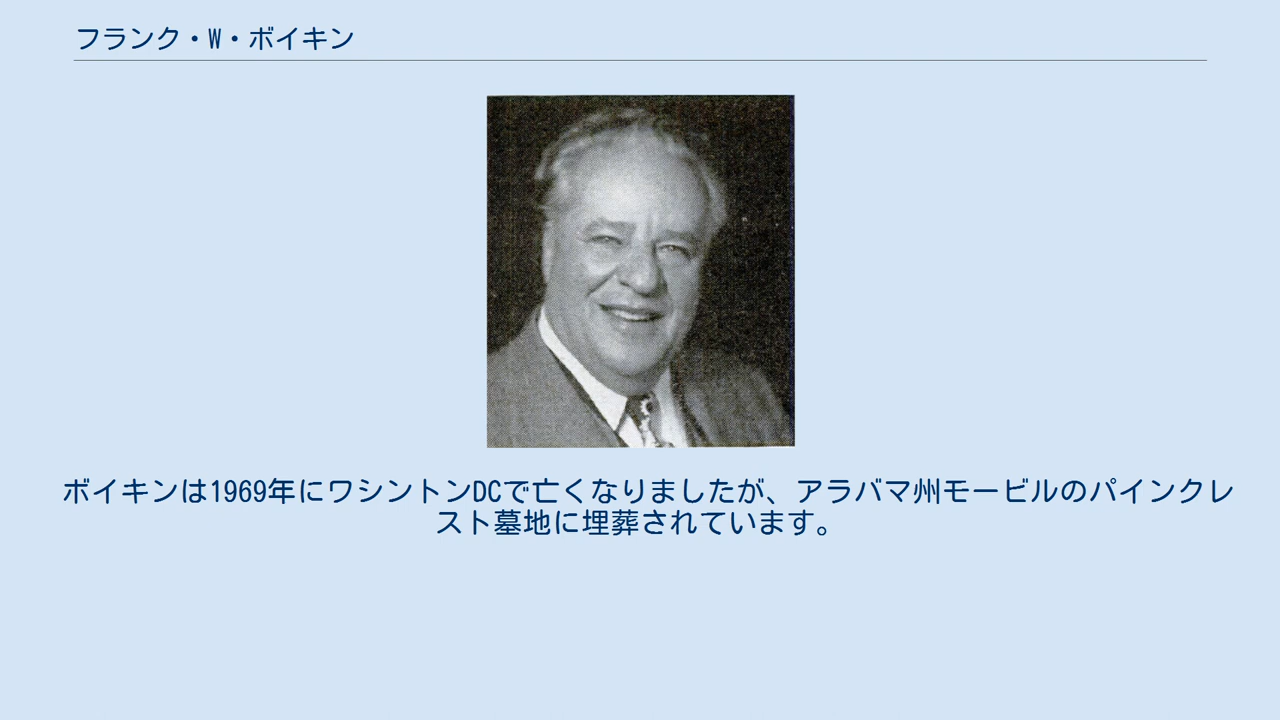 フランク・W・ボイキン
ボイキンは1969年にワシントンDCで亡くなりましたが、アラバマ州モービルのパインクレ
スト墓地に埋葬されています。